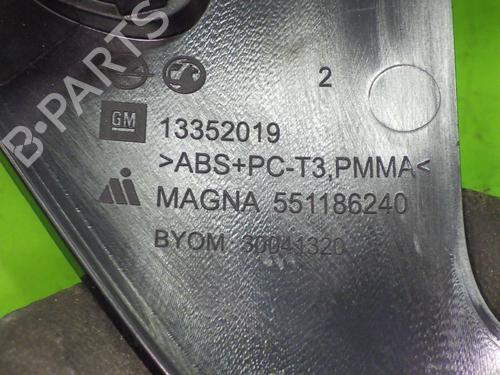 B-PARTS
2
GM 13352019
>ABS+PC-T3,PMMA<
MAGNA 551186240
BYOM 30041320